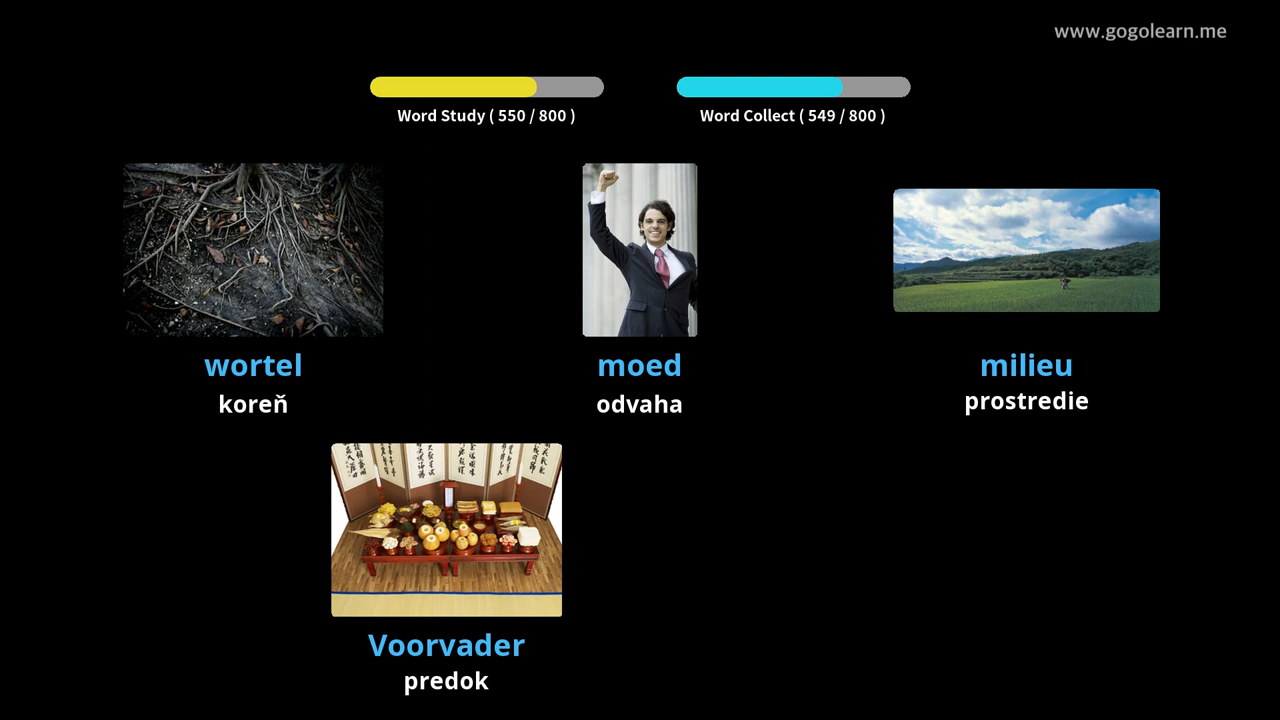 www.gogolearn.me
Word Study ( 550 / 800 )
Word Collect ( 549 / 800 )
wortel
moed
milieu
koreň
odvaha
prostredie
Voorvader
predok